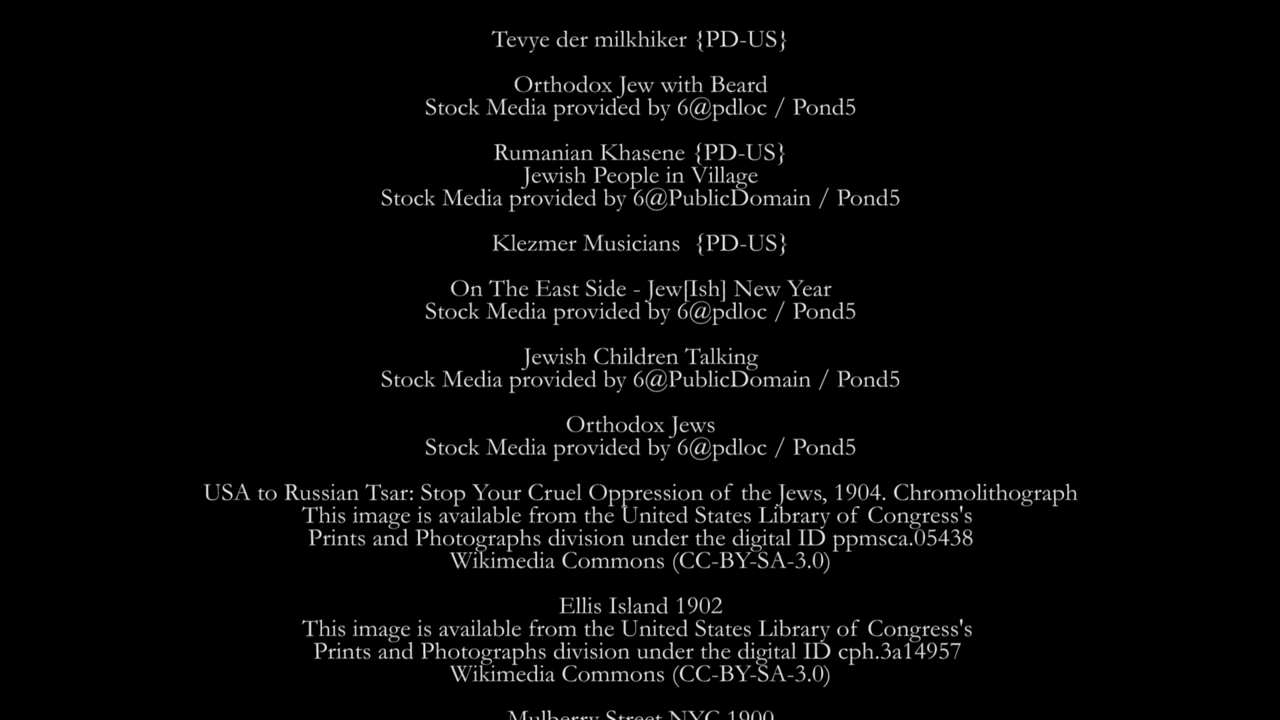 Tevye der milkhiker {PD-US}
Orthodox Jew with Beard
Stock Media provided by 6@pdloc / Pond5
Rumanian Khasene {PD-US}
Jewish People in Village
Stock Media provided by 6@PublicDomain / Pond5
Klezmer Musicians {PD-US}
On The East Side - Jew[Ish] New Year
Stock Media provided by 6@pdloc / Pond5
Jewish Children Talking
Stock Media provided by 6@PublicDomain / Pond5
Orthodox Jews
Stock Media provided by 6@pdloc / Pond5
USA to Russian Tsar: Stop Your Cruel Oppression of the Jews, 1904. Chromolithograph
This image is available from the United States Library of Congress's
Prints and Photographs division under the digital ID ppmsca.05438
Wikimedia Commons (CC-BY-SA-3.0)
Ellis Island 1902
This image is available from the United States Library of Congress's
Prints and Photographs division under the digital ID cph.3a14957
Wikimedia Commons (CC-BY-SA-3.0)
Mulberry Street NYC 1900